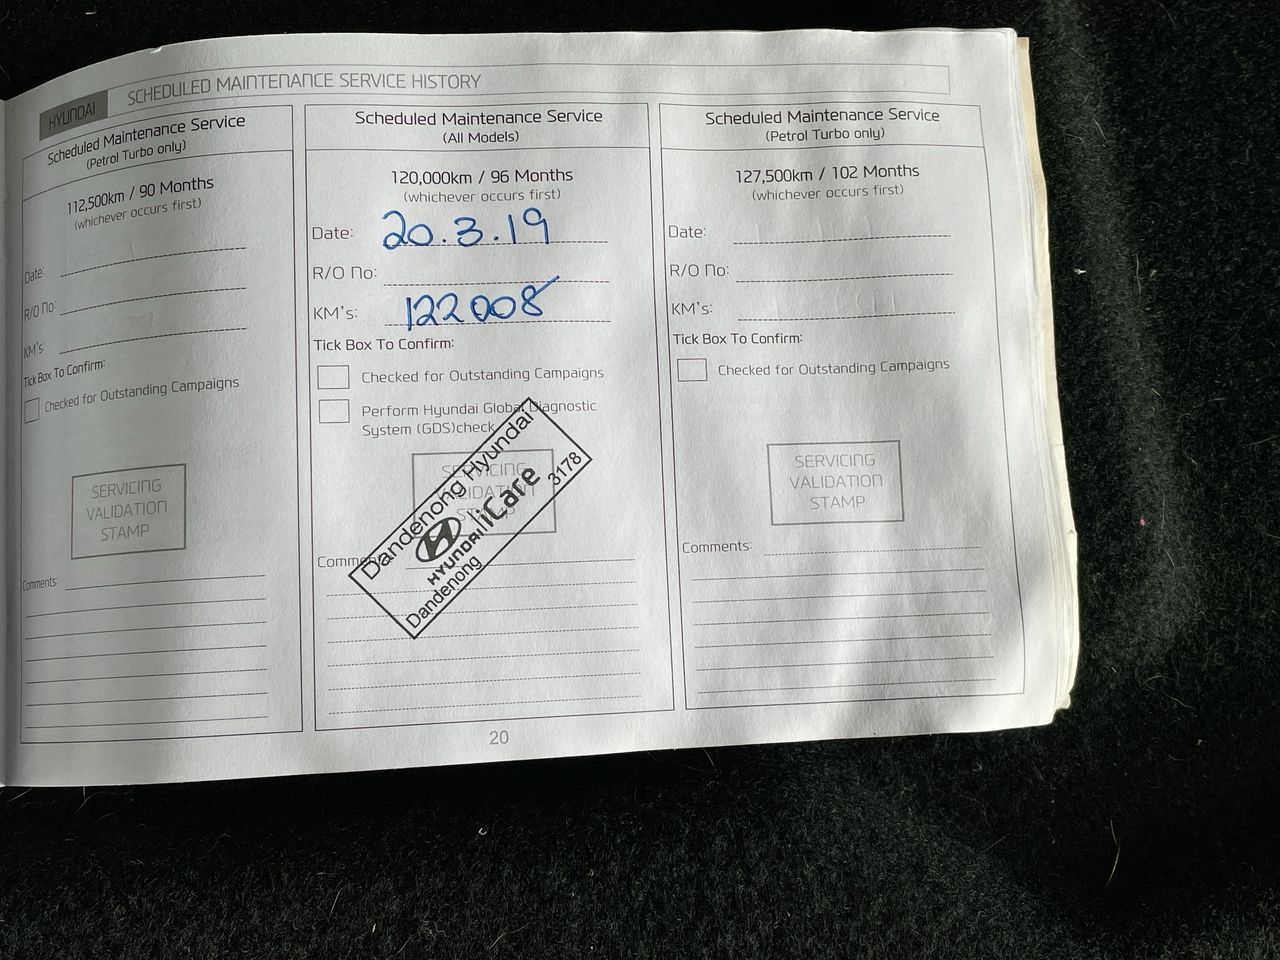 HYUNDAI SCHEDULED MAINTENANCE SERVICE HISTORY
Scheduled Maintenance Service
(Petrol Turbo only)
112,500km / 90 Months
(whichever occurs first)
Date:
R/O No:
KM's:
Tick Box To Confirm:
Checked for Outstanding Campaigns
SERVICING
VALIDATION
STAMP
Comments:
Scheduled Maintenance Service
(All Models)
120,000km / 96 Months
(whichever occurs first)
Date: 20.3.19
R/O No:
KM's: 122008
Tick Box To Confirm:
Checked for Outstanding Campaigns
Perform Hyundai Global Diagnostic
System (GDS)check
SERVICING
VALIDATION
STAMP
Dandenong Hyundai
HYUNDAI iCare
Dandenong 3178
Comments:
Scheduled Maintenance Service
(Petrol Turbo only)
127,500km / 102 Months
(whichever occurs first)
Date:
R/O No:
KM's:
Tick Box To Confirm:
Checked for Outstanding Campaigns
SERVICING
VALIDATION
STAMP
Comments:
20